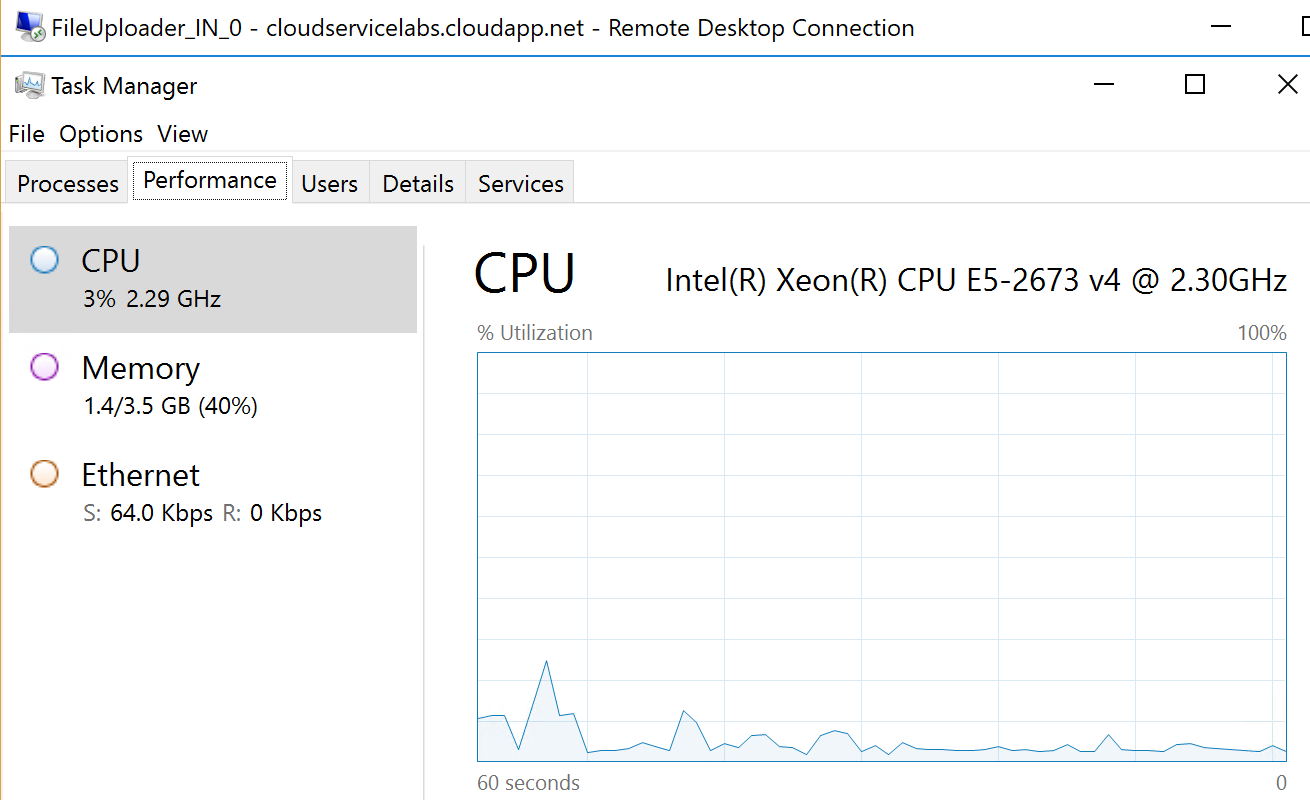 FileUploader_IN_0 - cloudservicelabs.cloudapp.net - Remote Desktop Connection
Task Manager
File Options View
Processes Performance Users Details Services
CPU
3% 2.29 GHz
Memory
1.4/3.5 GB (40%)
Ethernet
S: 64.0 Kbps R: 0 Kbps
CPU Intel(R) Xeon(R) CPU E5-2673 v4 @ 2.30GHz
% Utilization 100%
60 seconds 0